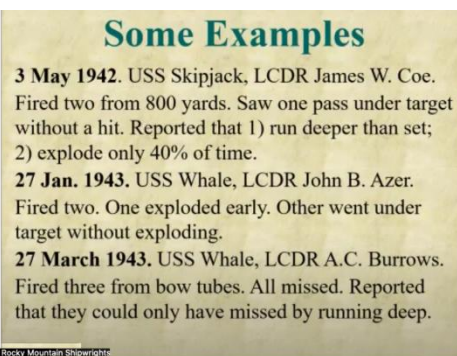 Some Examples
3 May 1942. USS Skipjack, LCDR James W. Coe.
Fired two from 800 yards. Saw one pass under target
without a hit. Reported that 1) run deeper than set;
2) explode only 40% of time.
27 Jan. 1943. USS Whale, LCDR John B. Azer.
Fired two. One exploded early. Other went under
target without exploding.
27 March 1943. USS Whale, LCDR A.C. Burrows.
Fired three from bow tubes. All missed. Reported
that they could only have missed by running deep.
Rocky Mountain Shipwrights